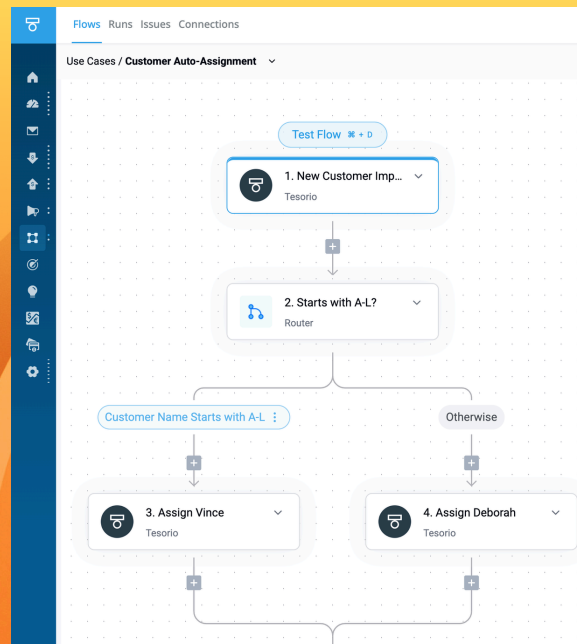 Flows Runs Issues Connections
Use Cases / Customer Auto-Assignment
Test Flow ⌘ + D
1. New Customer Imp...
Tesorio
2. Starts with A-L?
Router
Customer Name Starts with A-L
Otherwise
3. Assign Vince
Tesorio
4. Assign Deborah
Tesorio